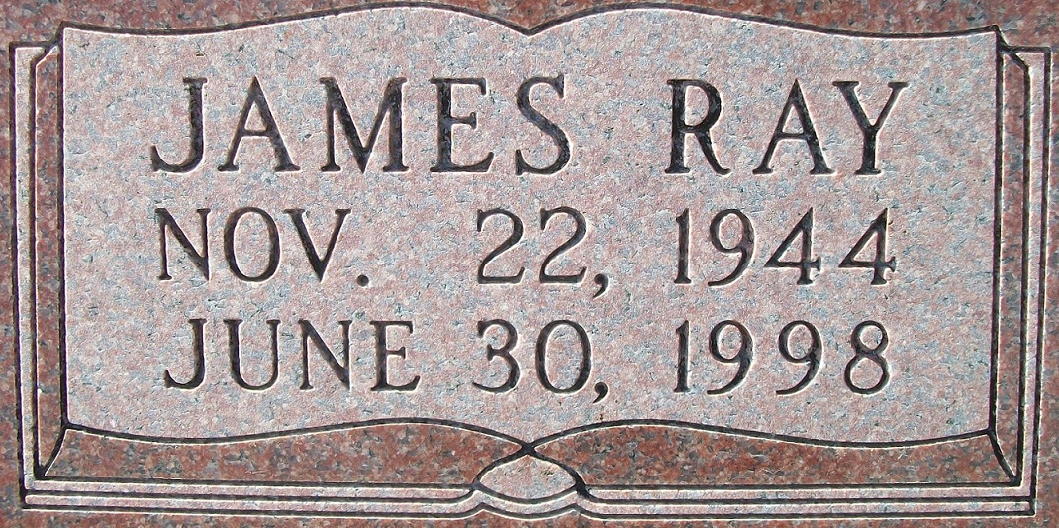 JAMES RAY
NOV. 22, 1944
JUNE 30, 1998